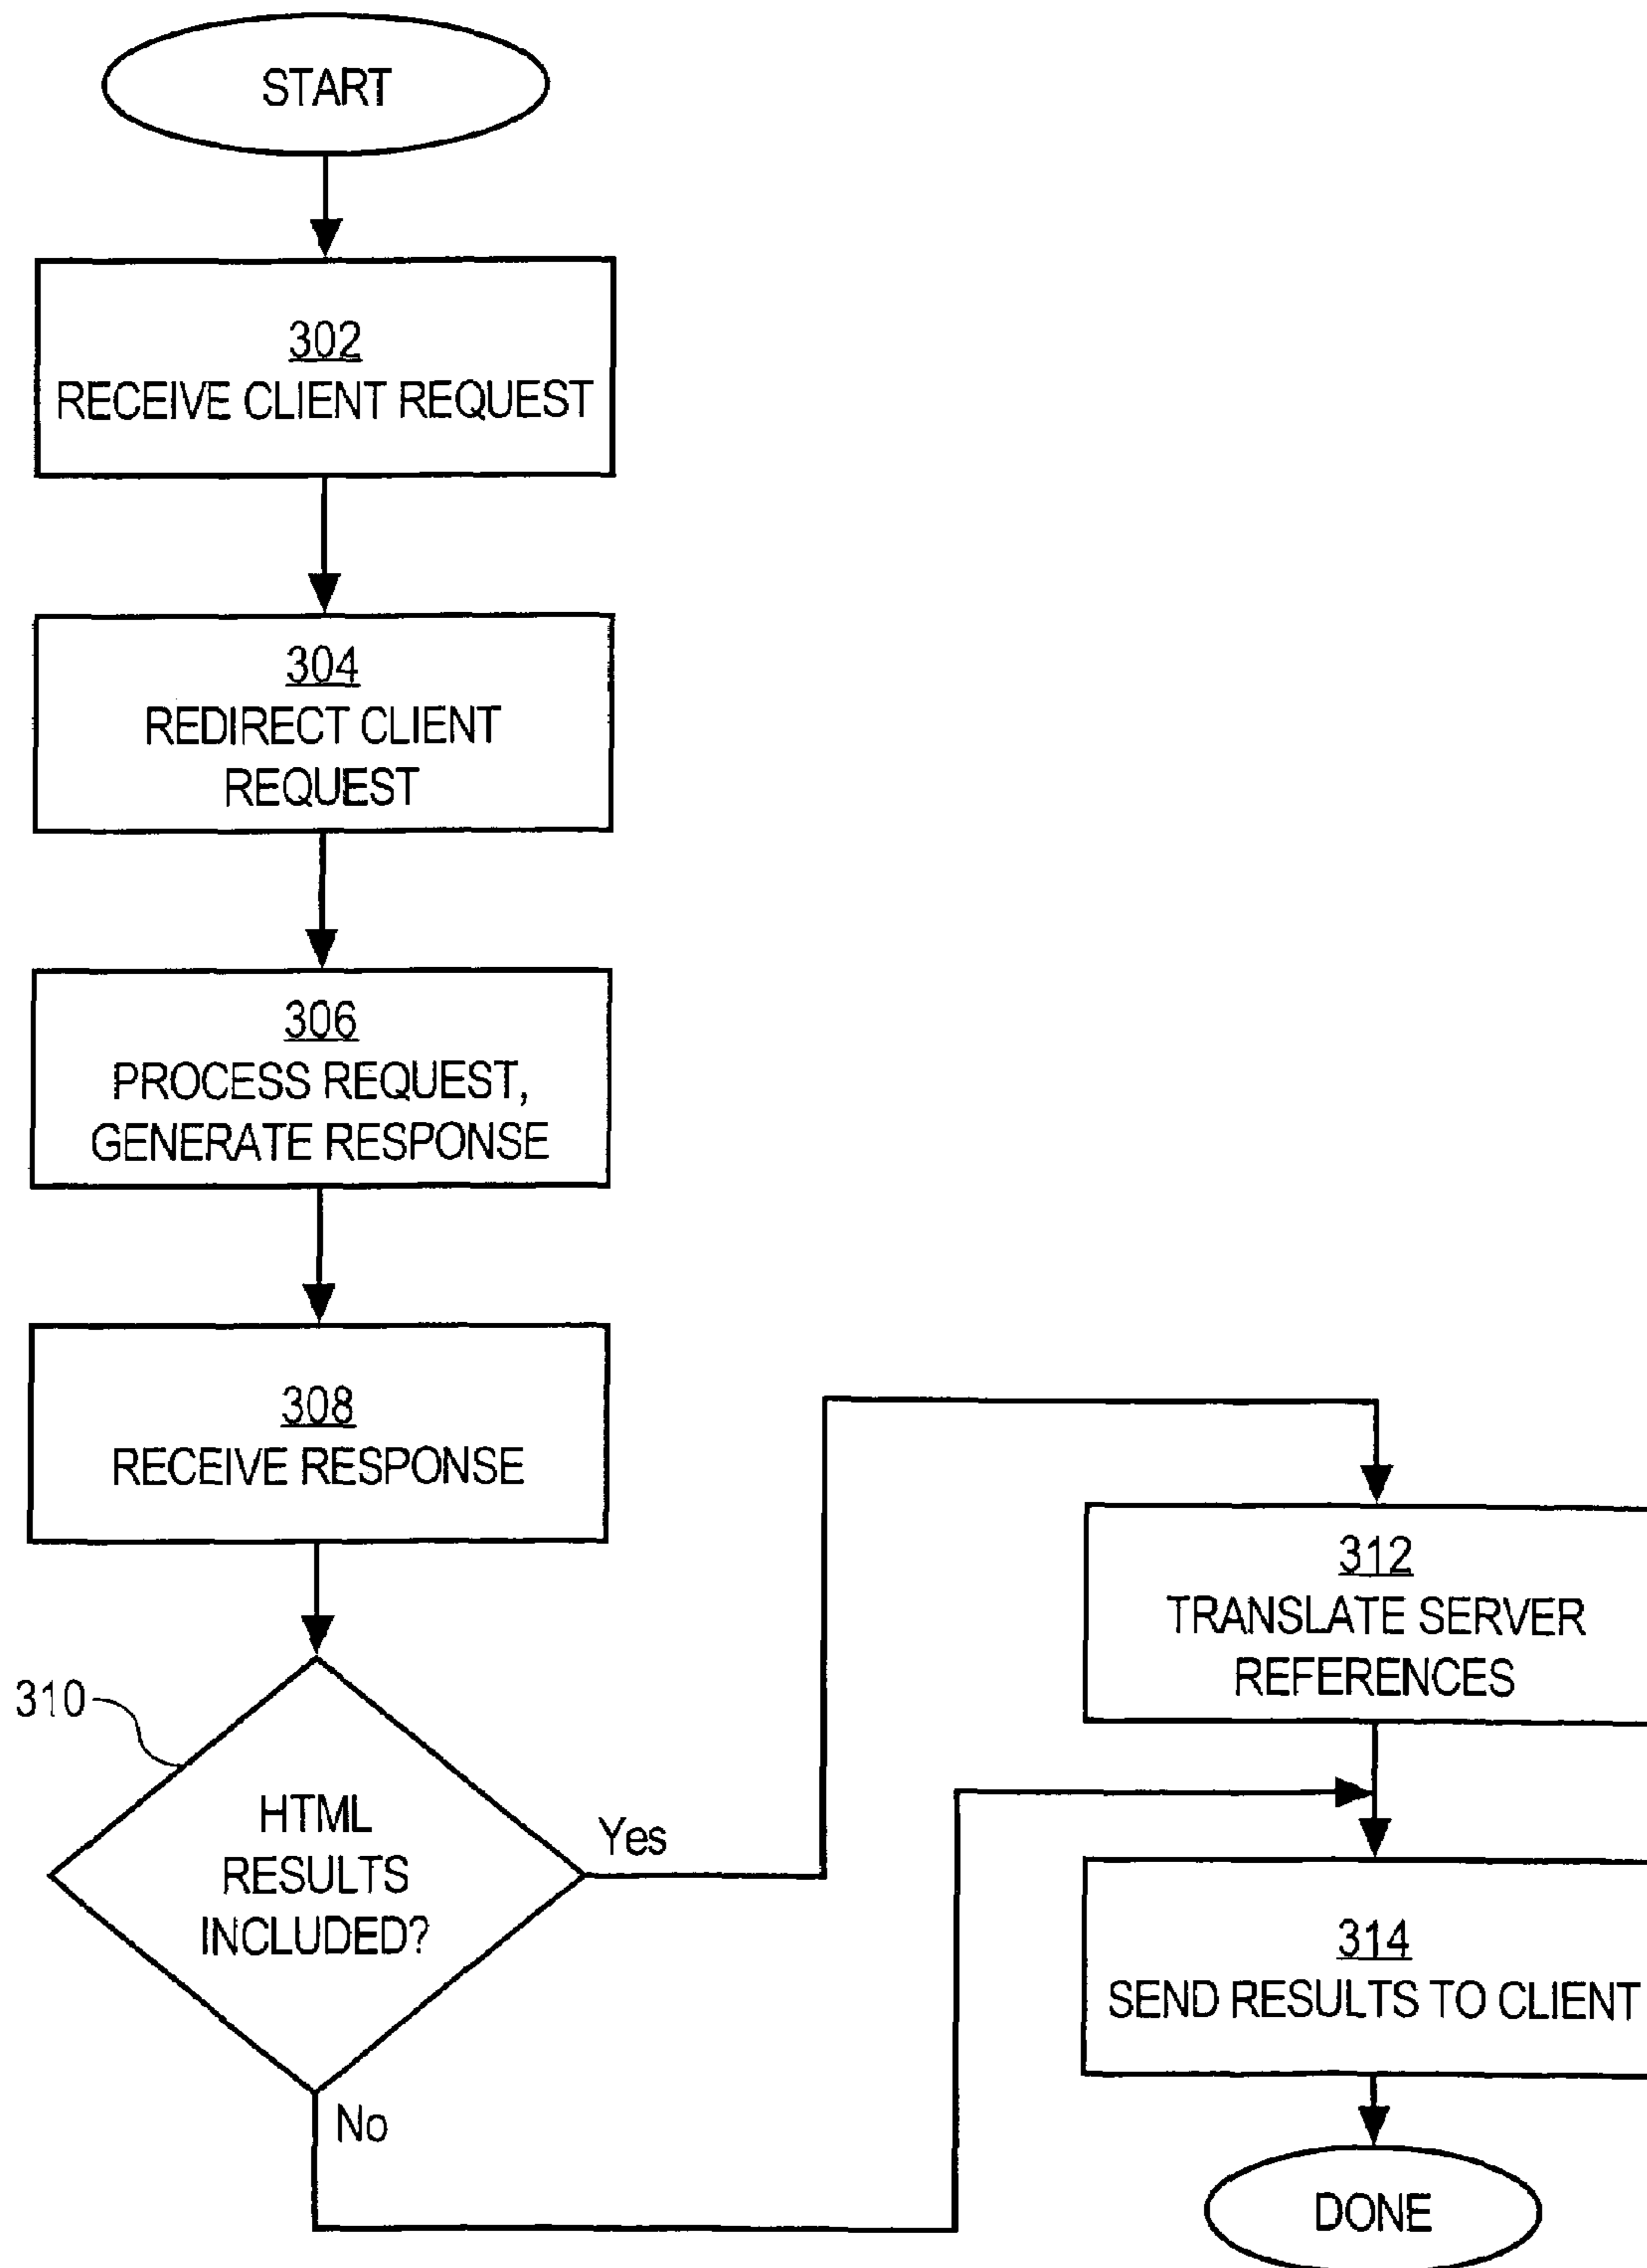 START
302
RECEIVE CLIENT REQUEST
304
REDIRECT CLIENT
REQUEST
306
PROCESS REQUEST,
GENERATE RESPONSE
308
RECEIVE RESPONSE
310
HTML
RESULTS
INCLUDED?
Yes
No
312
TRANSLATE SERVER
REFERENCES
314
SEND RESULTS TO CLIENT
DONE